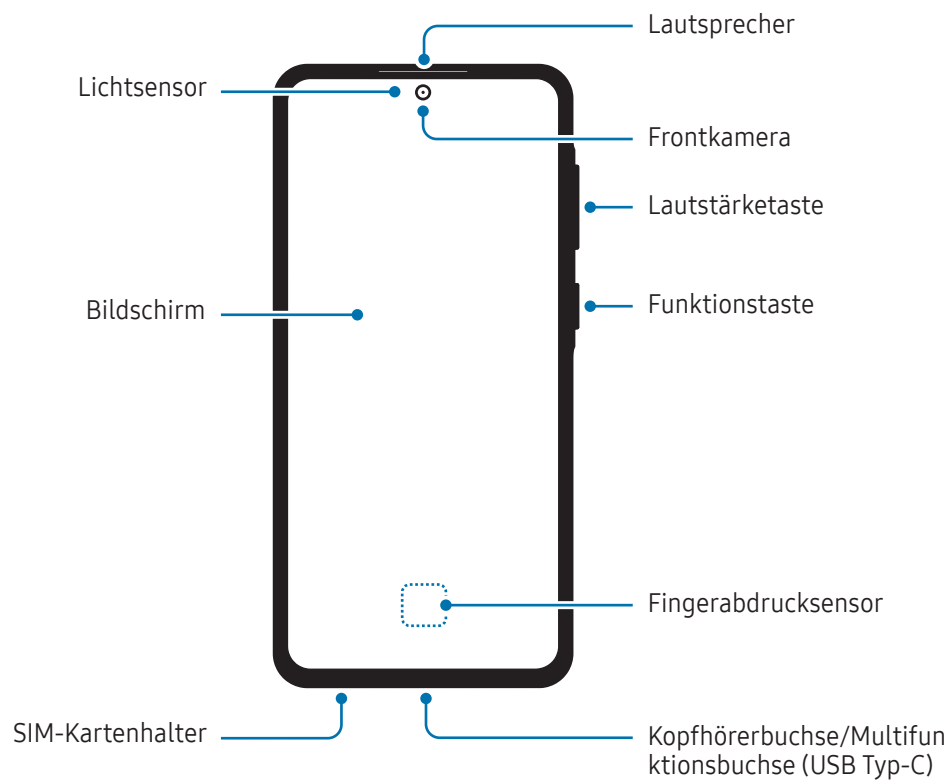 Lautsprecher
Lichtsensor
Frontkamera
Lautstärketaste
Bildschirm
Funktionstaste
Fingerabdrucksensor
SIM-Kartenhalter
Kopfhörerbuchse/Multifun
ktionsbuchse (USB Typ-C)